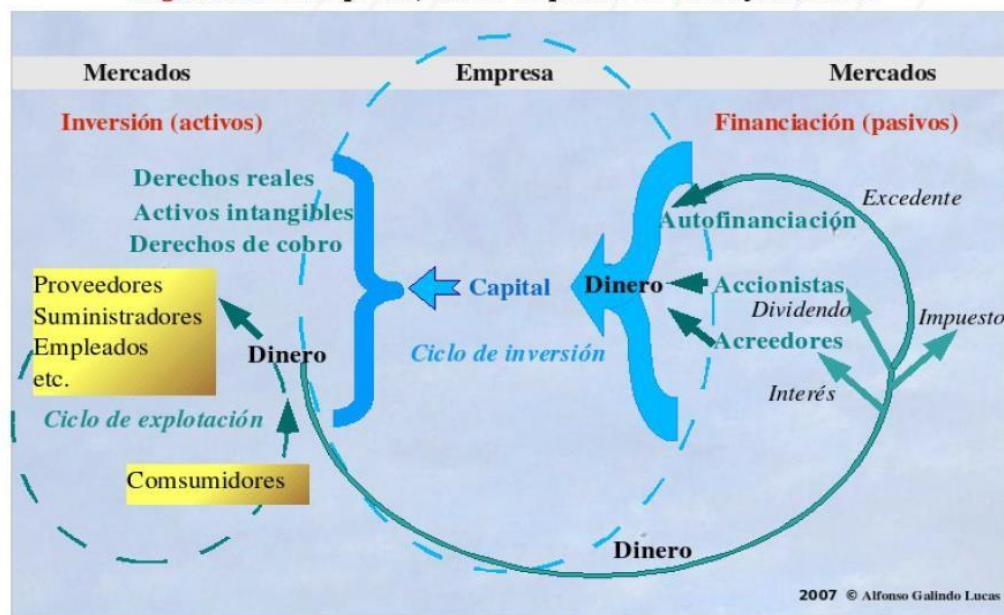 Mercados
Empresa
Mercados
Inversión (activos)
Financiación (pasivos)
Derechos reales
Activos intangibles
Derechos de cobro
Excedente
Autofinanciación
Proveedores
Suministradores
Empleados
etc.
Dinero
Capital
Dinero
Accionistas
Dividendo
Impuesto
Acreedores
Ciclo de inversión
Interés
Ciclo de explotación
Comsumidores
Dinero
2007 © Alfonso Galindo Lucas